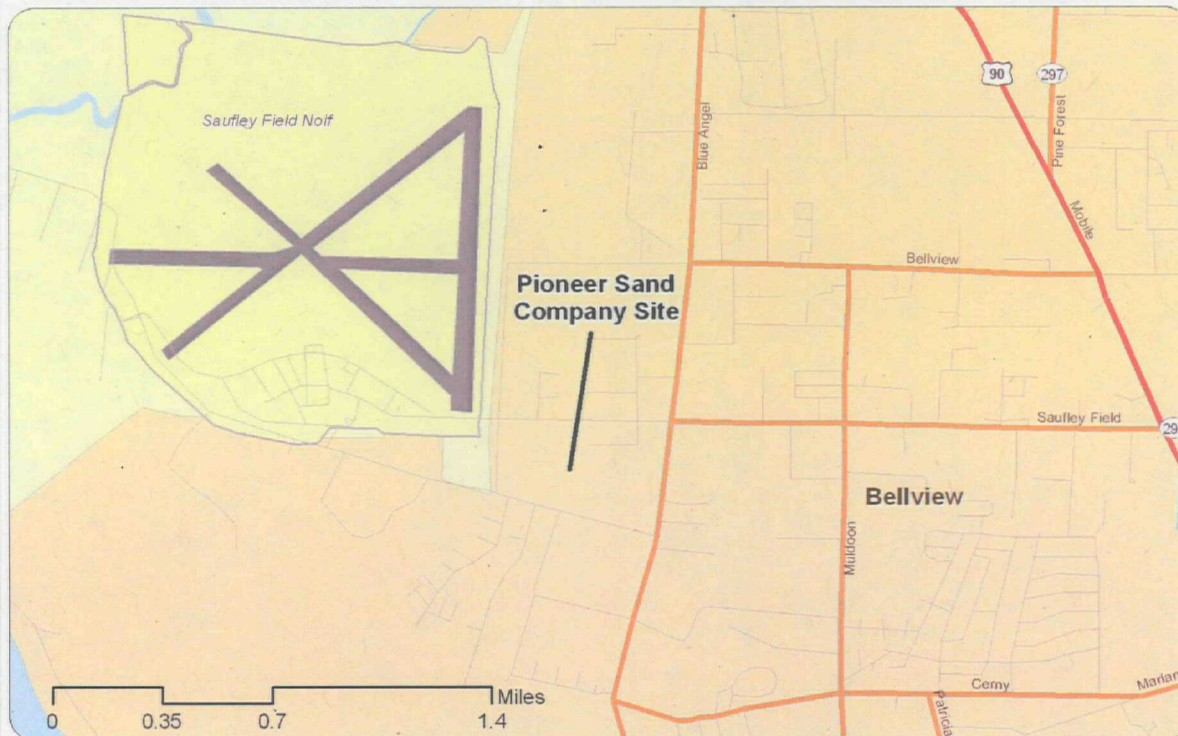 90
297
Saufley Field Nolf
Blue Angel
Pine Forest
Mobile
Bellview
Pioneer Sand
Company Site
Saufley Field
29
Bellview
Muldoon
Miles
0
0.35
0.7
1.4
Cerny
Marian
Patricia